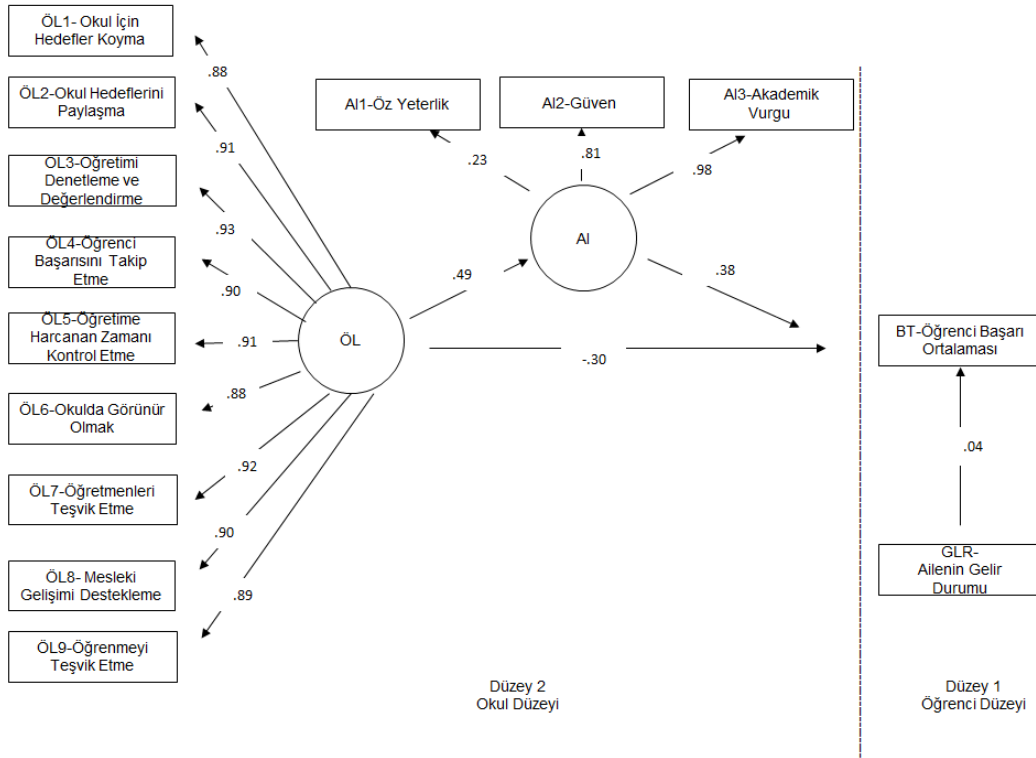 ÖL1- Okul İçin
Hedefler Koyma
.88
ÖL2-Okul Hedeflerini
Paylaşma
.91
ÖL3-Öğretimi
Denetleme ve
Değerlendirme
.93
ÖL4-Öğrenci
Başarısını Takip
Etme
.90
ÖL5-Öğretime
Harcanan Zamanı
Kontrol Etme
.91
ÖL6-Okulda Görünür
Olmak
.88
ÖL7-Öğretmenleri
Teşvik Etme
.92
ÖL8- Mesleki
Gelişimi Destekleme
.90
ÖL9-Öğrenmeyi
Teşvik Etme
.89
ÖL
AI1-Öz Yeterlik
.23
AI2-Güven
.81
AI3-Akademik
Vurgu
.98
AI
.49
.38
-.30
BT-Öğrenci Başarı
Ortalaması
.04
GLR-
Ailenin Gelir
Durumu
Düzey 2
Okul Düzeyi
Düzey 1
Öğrenci Düzeyi